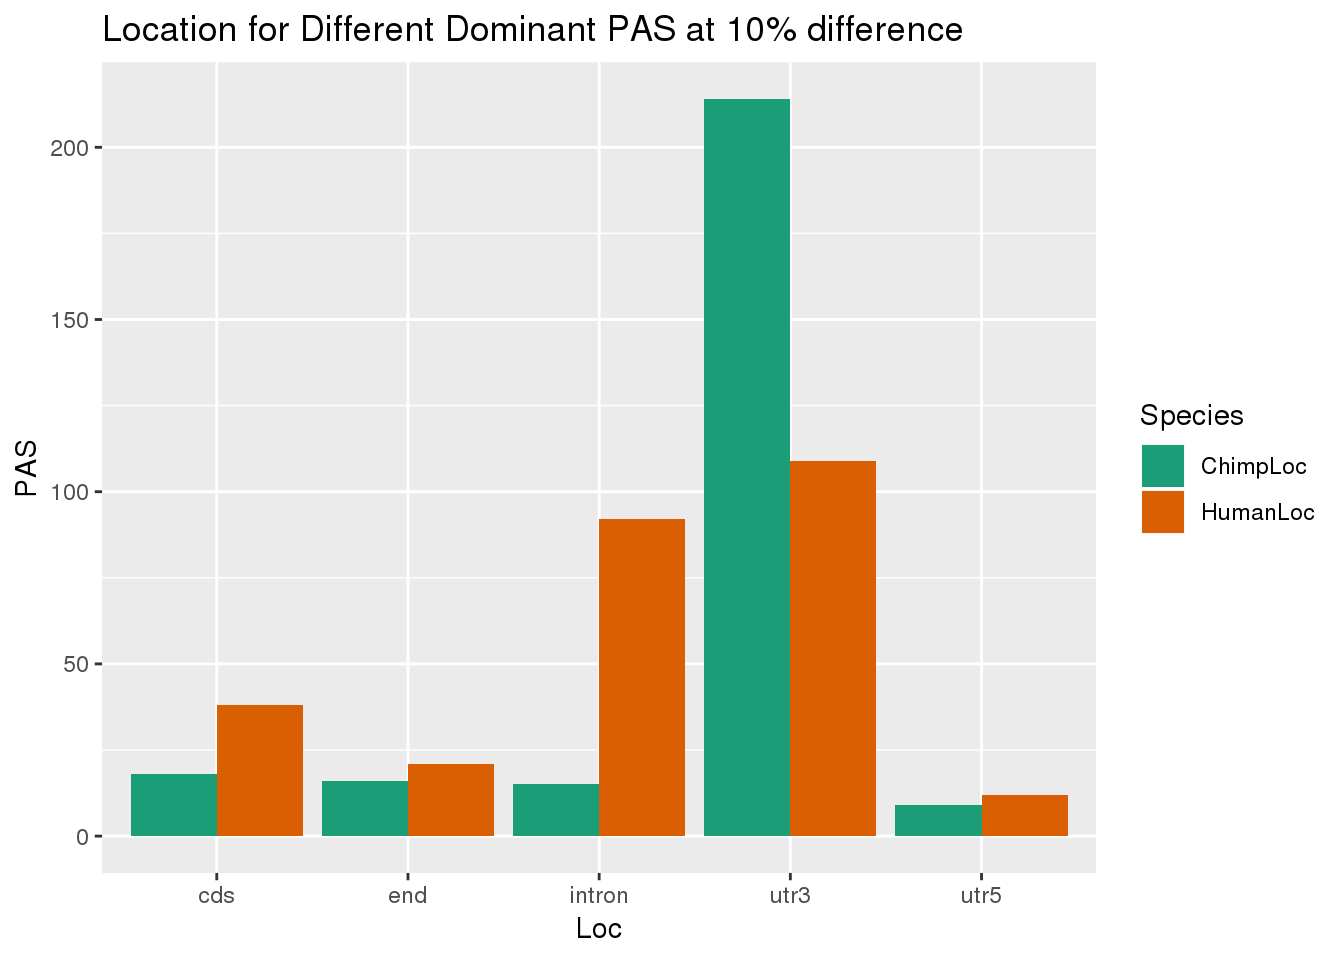 Location for Different Dominant PAS at 10% difference
PAS
200
150
100
50
0
cds
end
intron
utr3
utr5
Loc
Species
ChimpLoc
HumanLoc